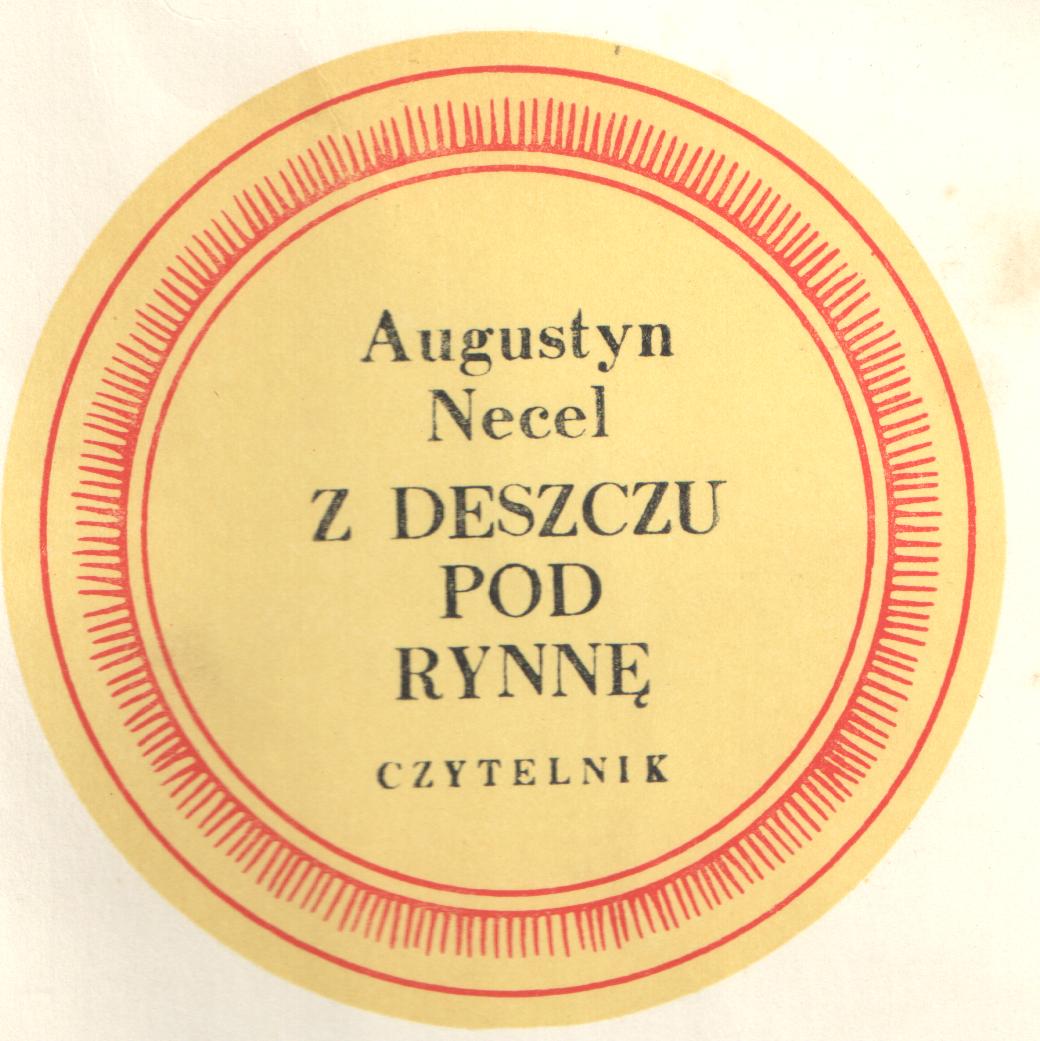 Augustyn
Necel
Z DESZCZU
POD
RYNNĘ
CZYTELNIK